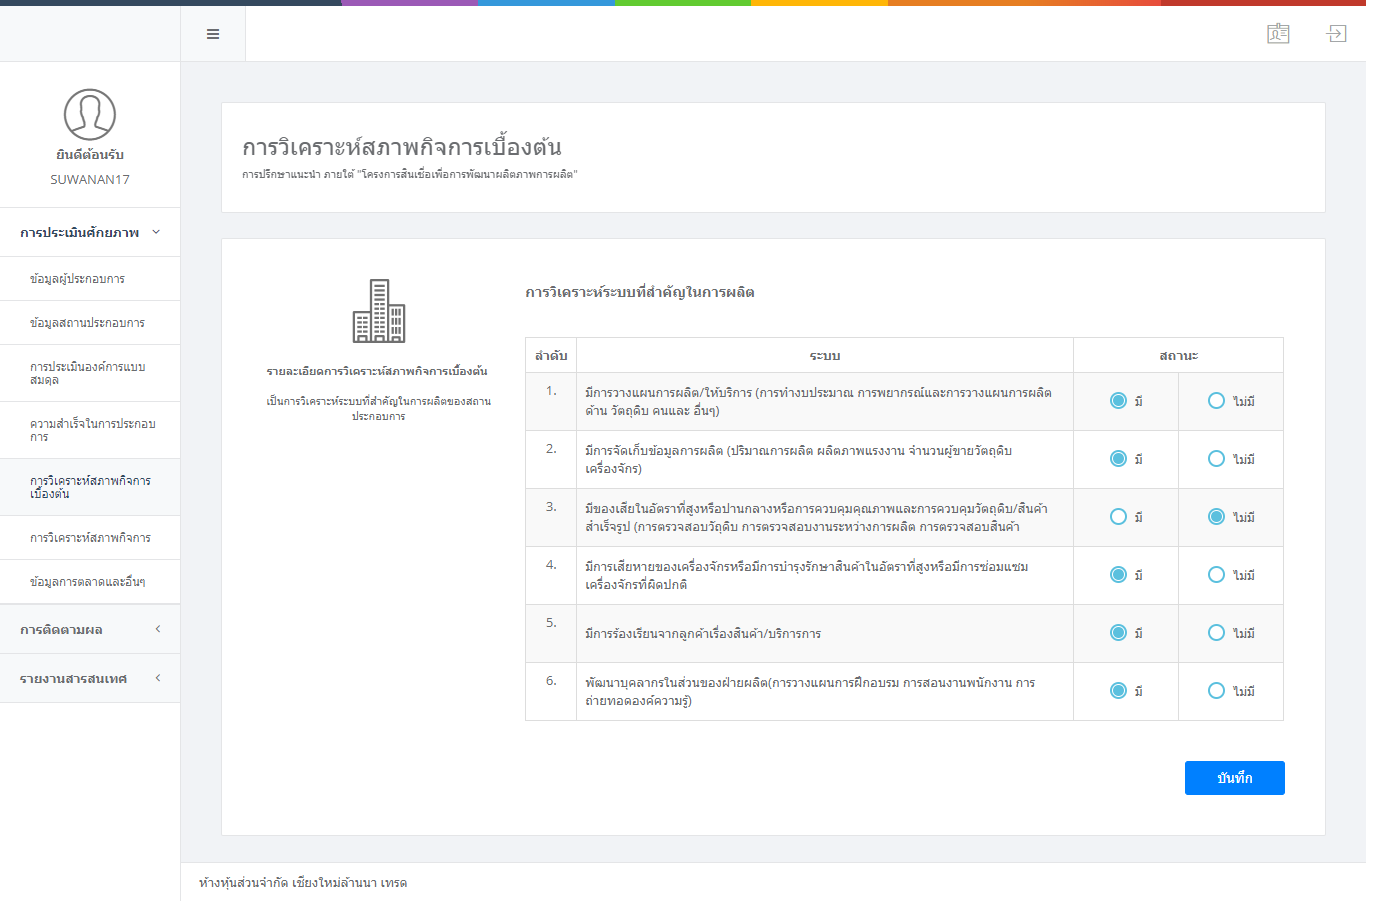 ยินดีต้อนรับ
SUWANAN17
การประเมินศักยภาพ
ข้อมูลผู้ประกอบการ
ข้อมูลสถานประกอบการ
การประเมินองค์การแบบ
สมดุล
ความสำเร็จในการประกอบ
การ
การวิเคราะห์สภาพกิจการ
เบื้องต้น
การวิเคราะห์สภาพกิจการ
ข้อมูลการตลาดและอื่นๆ
การติดตามผล
รายงานสารสนเทศ
การวิเคราะห์สภาพกิจการเบื้องต้น
การปรึกษาแนะนำ ภายใต้ "โครงการสินเชื่อเพื่อการพัฒนาผลิตภาพการผลิต"
รายละเอียดการวิเคราะห์สภาพกิจการเบื้องต้น
เป็นการวิเคราะห์ระบบที่สำคัญในการผลิตของสถาน
ประกอบการ
การวิเคราะห์ระบบที่สำคัญในการผลิต
ลำดับ ระบบ สถานะ
1. มีการวางแผนการผลิต/ให้บริการ (การทำงบประมาณ การพยากรณ์และการวางแผนการผลิต
ด้าน วัตถุดิบ คนและ อื่นๆ) มี ไม่มี
2. มีการจัดเก็บข้อมูลการผลิต (ปริมาณการผลิต ผลิตภาพแรงงาน จำนวนผู้ขายวัตถุดิบ
เครื่องจักร) มี ไม่มี
3. มีของเสียในอัตราที่สูงหรือปานกลางหรือการควบคุมคุณภาพและการควบคุมวัตถุดิบ/สินค้า
สำเร็จรูป (การตรวจสอบวัถุดิบ การตรวจสอบงานระหว่างการผลิต การตรวจสอบสินค้า มี ไม่มี
4. มีการเสียหายของเครื่องจักรหรือมีการบำรุงรักษาสินค้าในอัตราที่สูงหรือมีการซ่อมแซม
เครื่องจักรที่ผิดปกติ มี ไม่มี
5. มีการร้องเรียนจากลูกค้าเรื่องสินค้า/บริการการ มี ไม่มี
6. พัฒนาบุคลากรในส่วนของฝ่ายผลิต(การวางแผนการฝึกอบรม การสอนงานพนักงาน การ
ถ่ายทอดองค์ความรู้) มี ไม่มี
บันทึก
ห้างหุ้นส่วนจำกัด เชียงใหม่ล้านนา เทรด